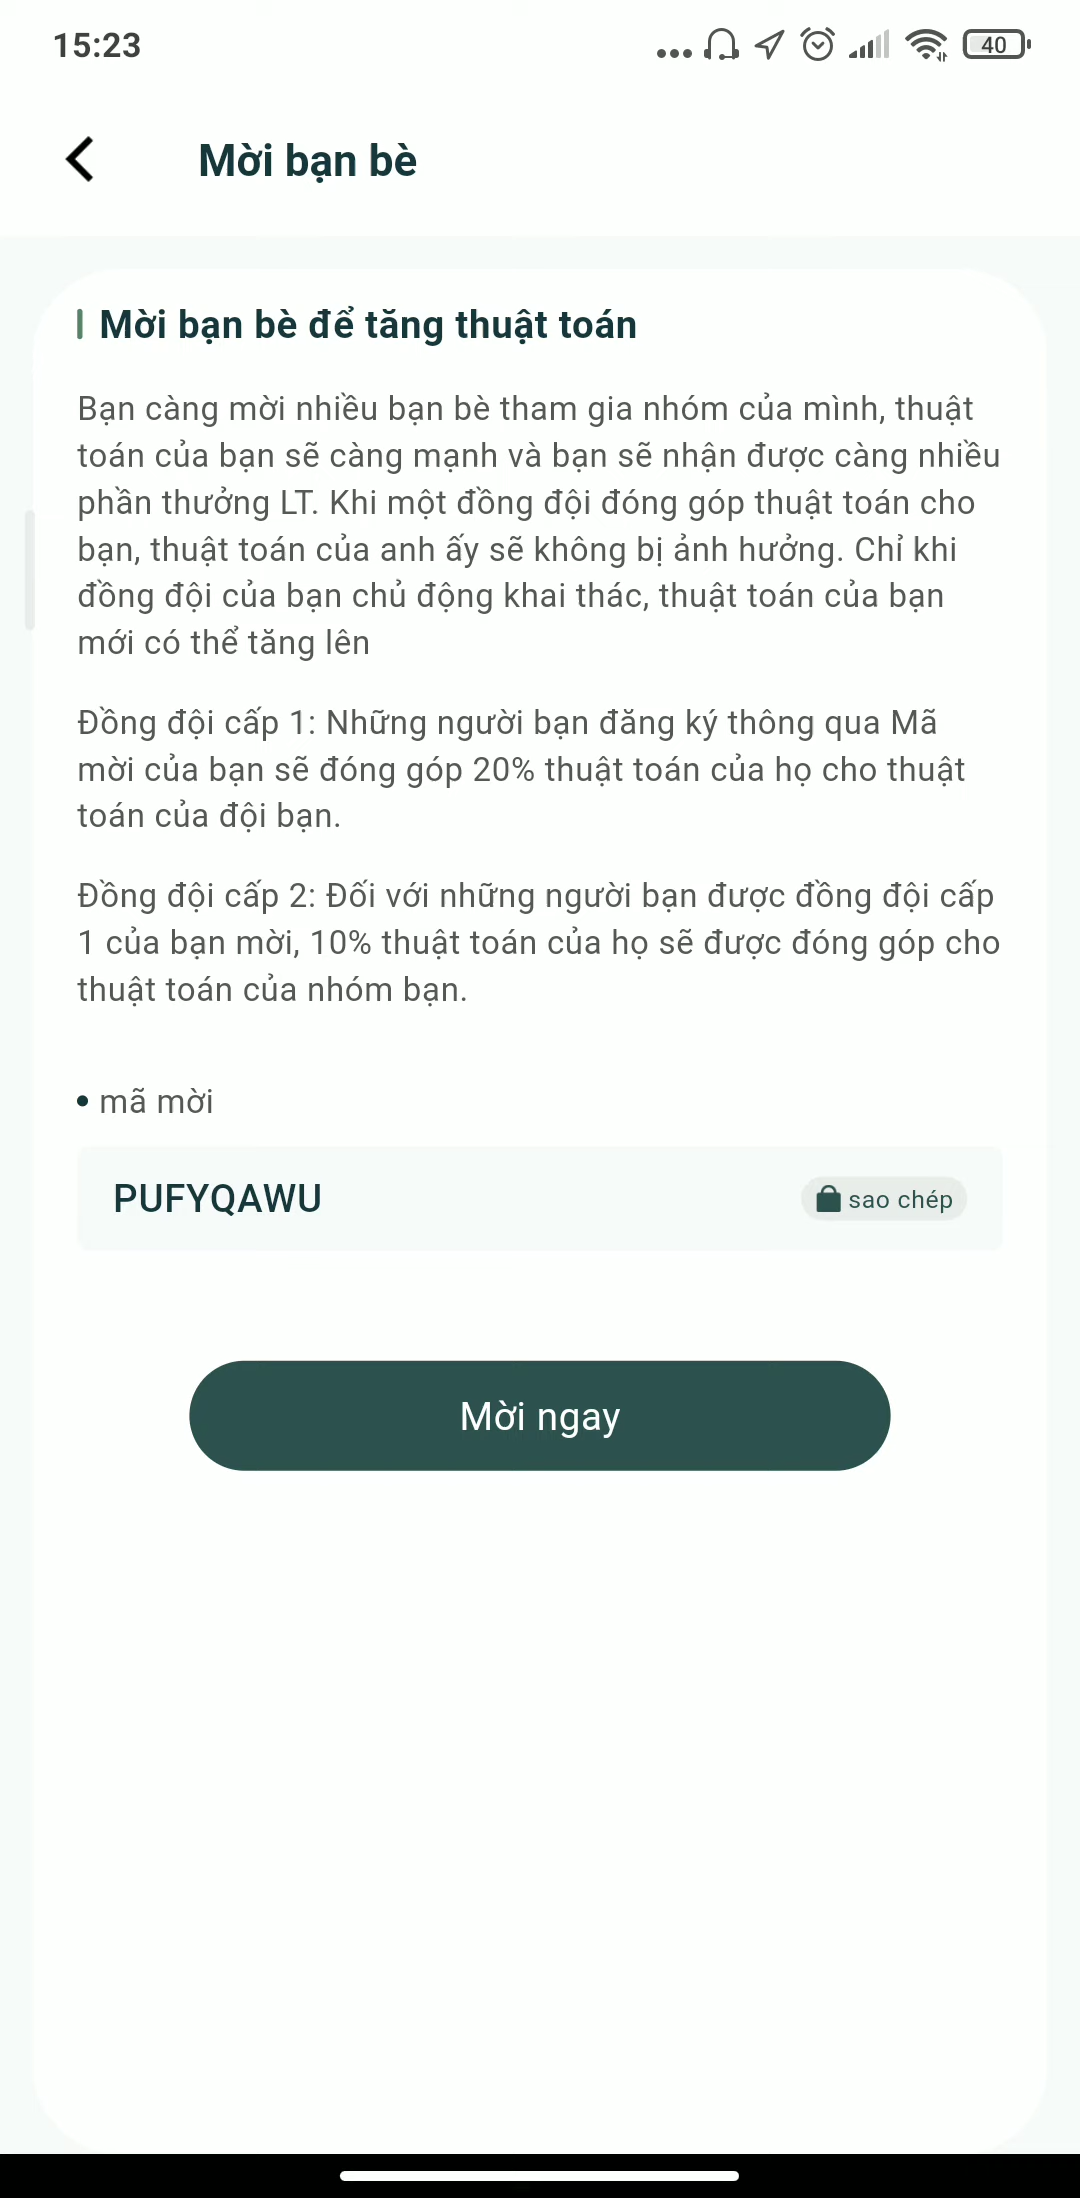 15:23
40
Mời bạn bè
Mời bạn bè để tăng thuật toán
Bạn càng mời nhiều bạn bè tham gia nhóm của mình, thuật
toán của bạn sẽ càng mạnh và bạn sẽ nhận được càng nhiều
phần thưởng LT. Khi một đồng đội đóng góp thuật toán cho
bạn, thuật toán của anh ấy sẽ không bị ảnh hưởng. Chỉ khi
đồng đội của bạn chủ động khai thác, thuật toán của bạn
mới có thể tăng lên
Đồng đội cấp 1: Những người bạn đăng ký thông qua Mã
mời của bạn sẽ đóng góp 20% thuật toán của họ cho thuật
toán của đội bạn.
Đồng đội cấp 2: Đối với những người bạn được đồng đội cấp
1 của bạn mời, 10% thuật toán của họ sẽ được đóng góp cho
thuật toán của nhóm bạn.
• mã mời
PUFYQAWU
sao chép
Mời ngay